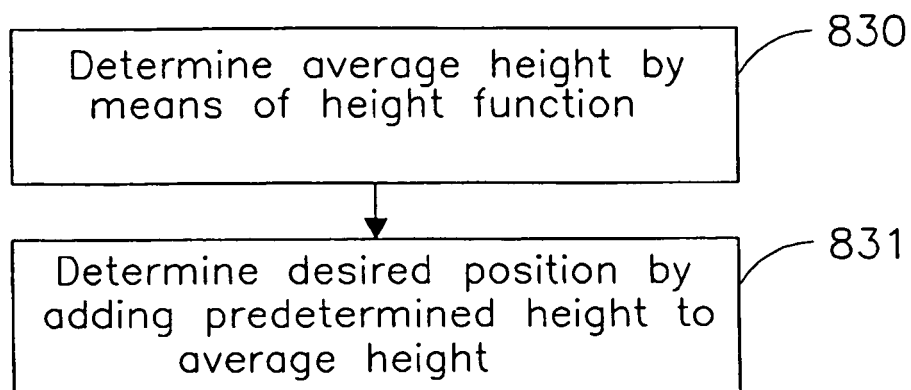 830
Determine average height by
means of height function
831
Determine desired position by
adding predetermined height to
average height